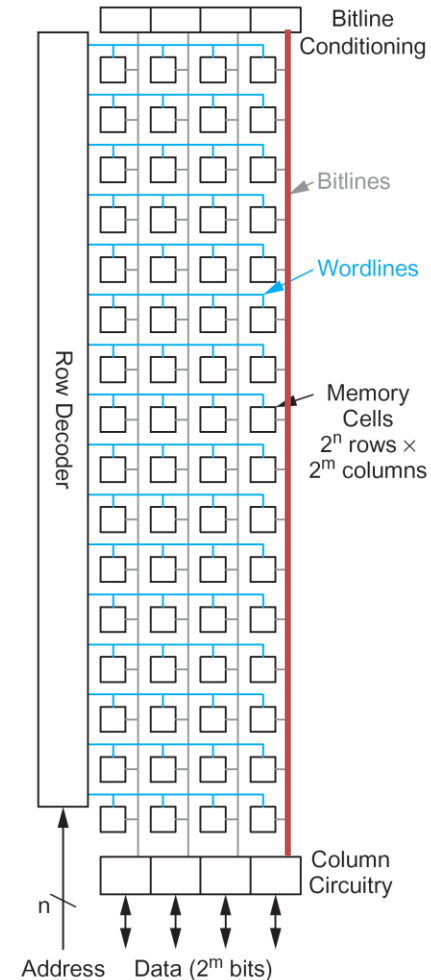 Bitline
Conditioning
Bitlines
Wordlines
Row Decoder
Memory
Cells
2ⁿ rows ×
2ᵐ columns
Column
Circuitry
n
Address
Data (2ᵐ bits)